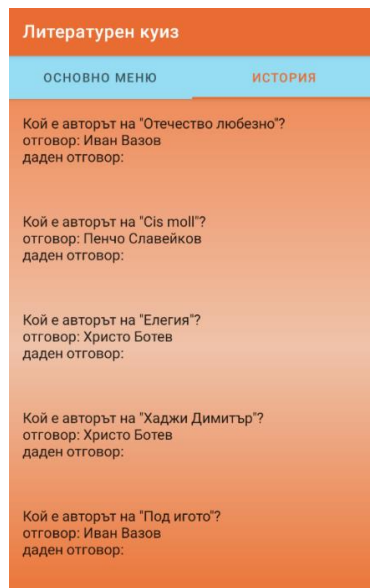 Литературен куиз
ОСНОВНО МЕНЮ ИСТОРИЯ
Кой е авторът на "Отечество любезно"?
отговор: Иван Вазов
даден отговор:
Кой е авторът на "Cis moll"?
отговор: Пенчо Славейков
даден отговор:
Кой е авторът на "Елегия"?
отговор: Христо Ботев
даден отговор:
Кой е авторът на "Хаджи Димитър"?
отговор: Христо Ботев
даден отговор:
Кой е авторът на "Под игото"?
отговор: Иван Вазов
даден отговор: